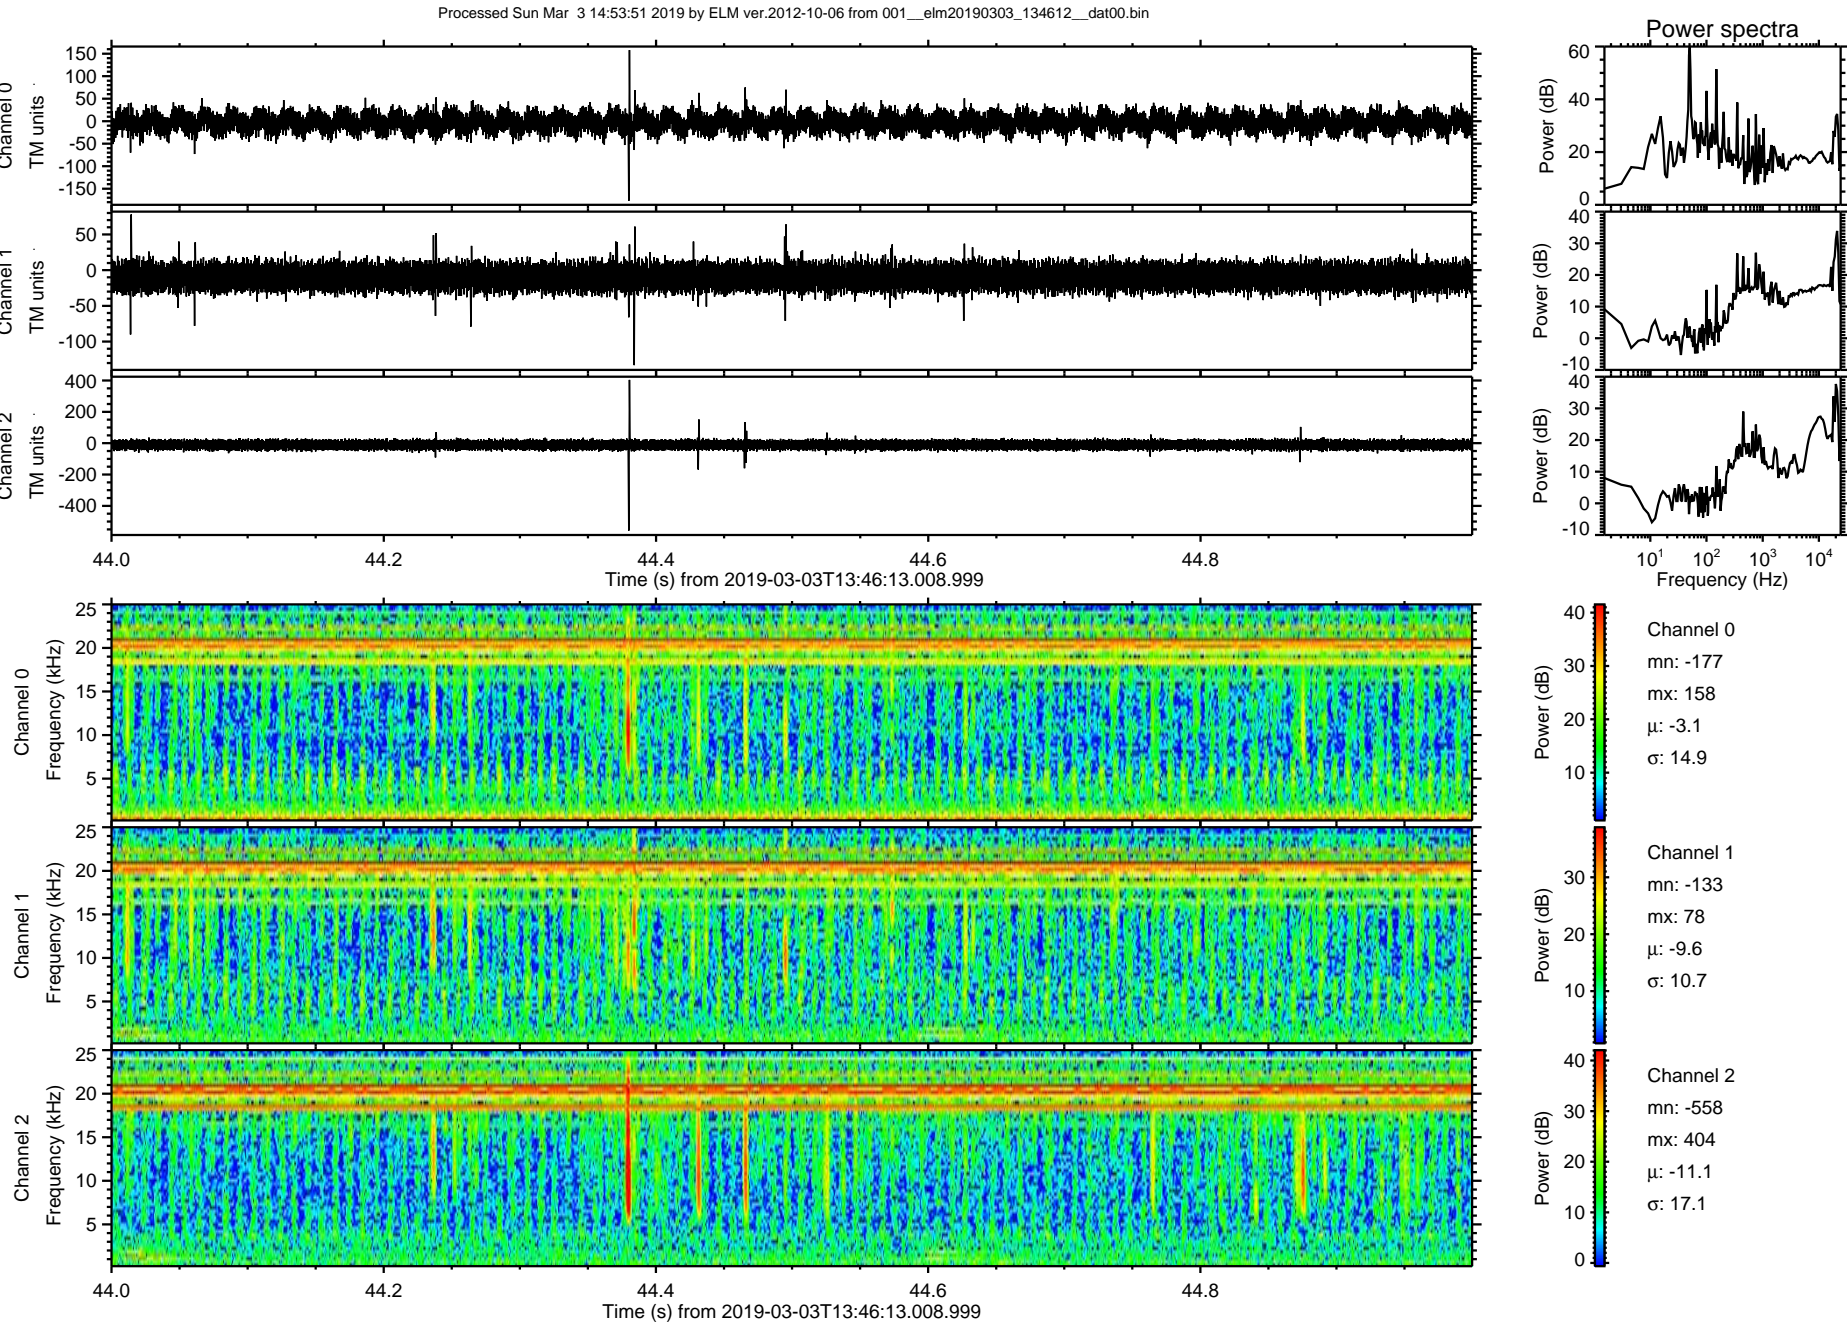 Processed Sun Mar 3 14:53:51 2019 by ELM ver.2012-10-06 from 001__elm20190303_134612__dat00.bin
Power spectra
Channel 0
TM units
150
100
50
0
-50
-100
-150
Power (dB)
60
40
20
0
Channel 1
TM units
50
0
-50
-100
Power (dB)
40
30
20
10
0
-10
Channel 2
TM units
400
200
0
-200
-400
Power (dB)
40
30
20
10
0
-10
44.0 44.2 44.4 44.6 44.8
Time (s) from 2019-03-03T13:46:13.008.999
10^1 10^2 10^3 10^4
Frequency (Hz)
Channel 0
Frequency (kHz)
25
20
15
10
5
Power (dB)
40
30
20
10
Channel 0
mn: -177
mx: 158
μ: -3.1
σ: 14.9
Channel 1
Frequency (kHz)
25
20
15
10
5
Power (dB)
30
20
10
Channel 1
mn: -133
mx: 78
μ: -9.6
σ: 10.7
Channel 2
Frequency (kHz)
25
20
15
10
5
Power (dB)
40
30
20
10
0
Channel 2
mn: -558
mx: 404
μ: -11.1
σ: 17.1
44.0 44.2 44.4 44.6 44.8
Time (s) from 2019-03-03T13:46:13.008.999